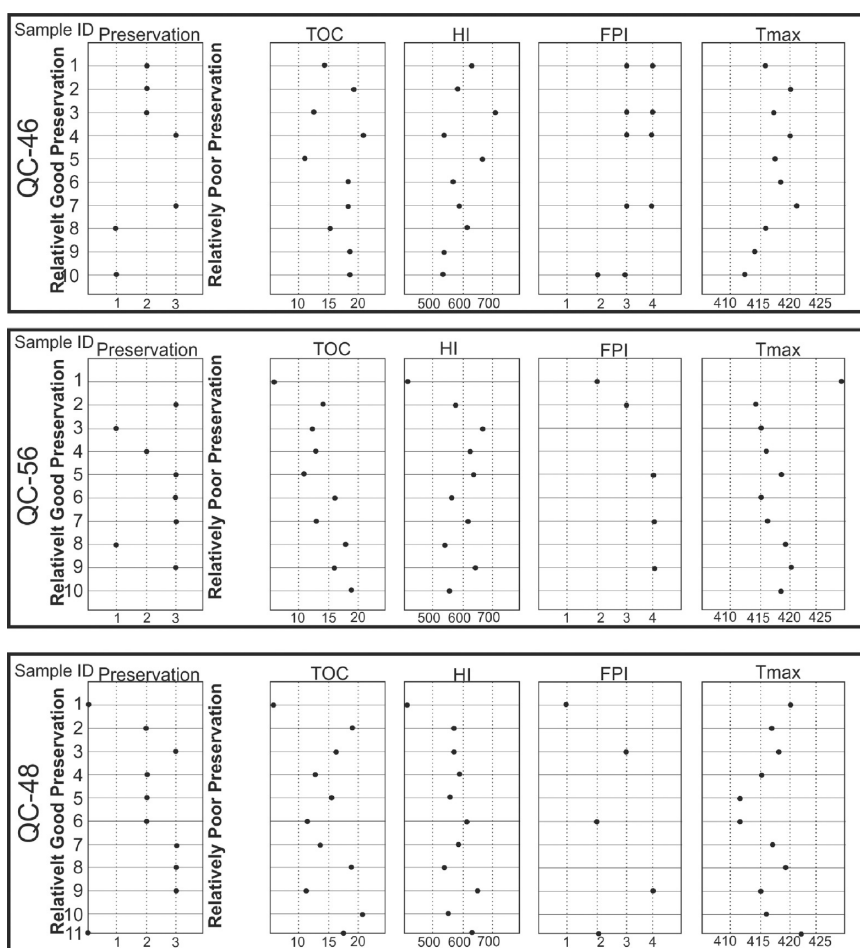 Sample ID Preservation TOC HI FPI Tmax
QC-46
Relativelt Good Preservation
Relatively Poor Preservation
1
2
3
4
5
6
7
8
9
10
1 2 3 10 15 20 500 600 700 1 2 3 4 410 415 420 425
Sample ID Preservation TOC HI FPI Tmax
QC-56
Relativelt Good Preservation
Relatively Poor Preservation
1
2
3
4
5
6
7
8
9
10
1 2 3 10 15 20 500 600 700 1 2 3 4 410 415 420 425
Sample ID Preservation TOC HI FPI Tmax
QC-48
Relativelt Good Preservation
Relatively Poor Preservation
1
2
3
4
5
6
7
8
9
10
11
1 2 3 10 15 20 500 600 700 1 2 3 4 410 415 420 425